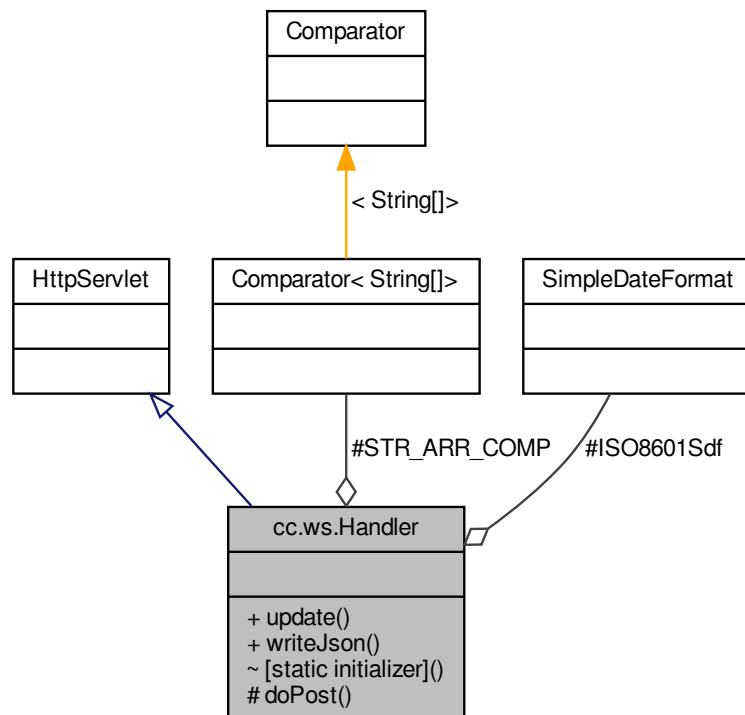 Comparator
< String[]>
HttpServlet
Comparator< String[]>
SimpleDateFormat
#STR_ARR_COMP
#ISO8601Sdf
cc.ws.Handler
+ update()
+ writeJson()
~ [static initializer]()
# doPost()